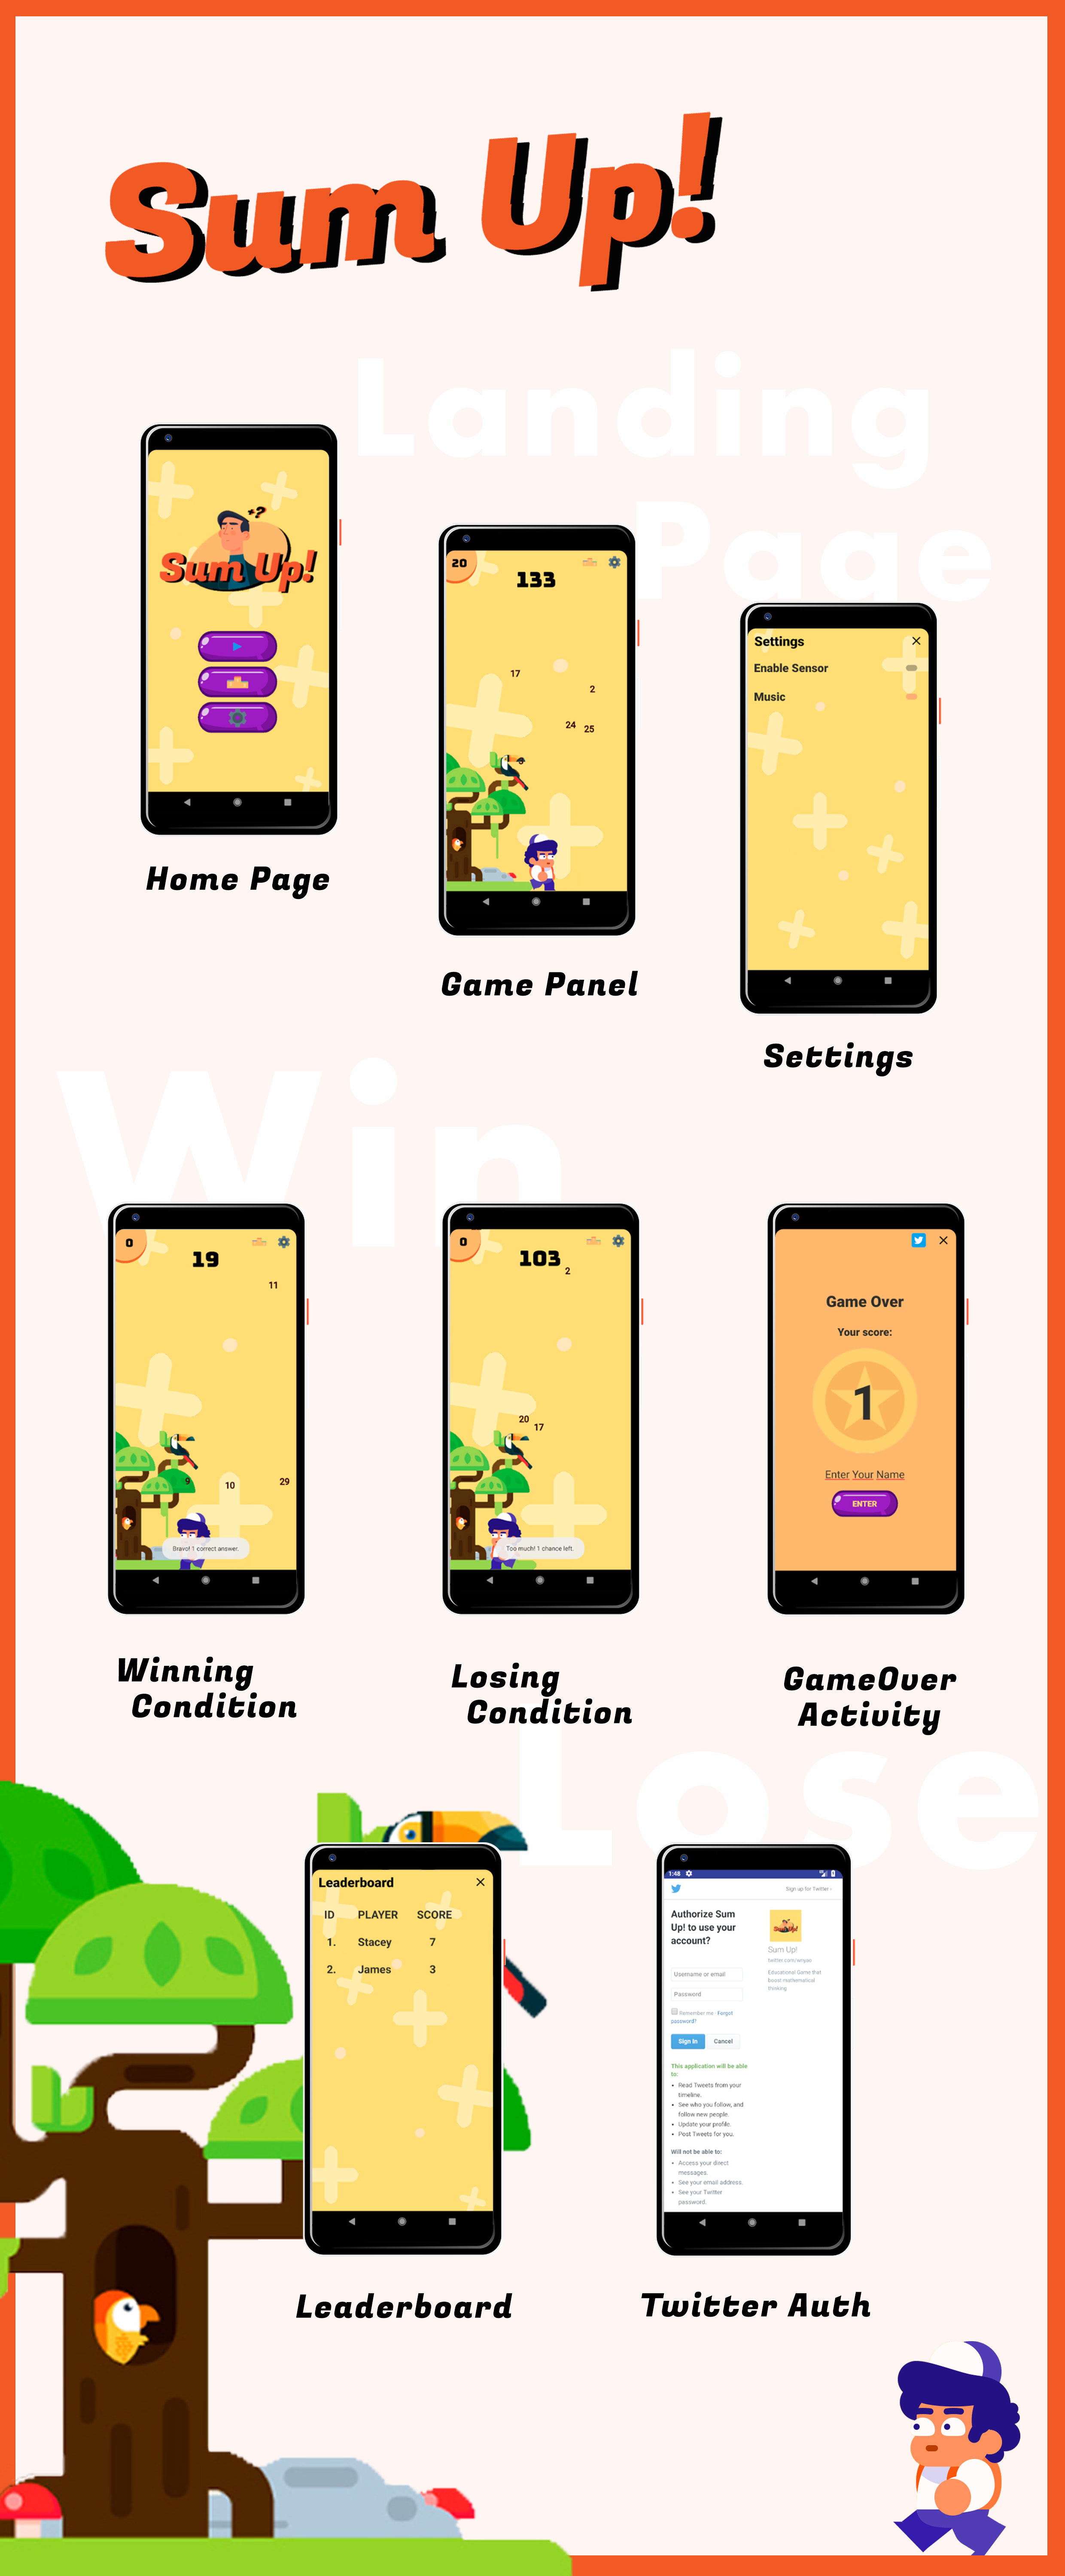 Sum Up!
Landing
Page
+?
Sum Up!
Home Page
20
133
17
2
24
25
Game Panel
Settings
Enable Sensor
Music
Settings
Win
0
19
11
9
10
29
Bravo! 1 correct answer.
Winning
Condition
0
103
2
20
17
Too much! 1 chance left.
Losing
Condition
Game Over
Your score:
1
Enter Your Name
ENTER
GameOver
Activity
Lose
Leaderboard
ID PLAYER SCORE
1. Stacey 7
2. James 3
Leaderboard
1:48
Sign up for Twitter ›
Authorize Sum
Up! to use your
account?
Username or email
Password
Remember me · Forgot
password?
Sign In
Cancel
Sum Up!
Educational Game that
boost mathematical
thinking
This application will be able
to:
• Read Tweets from your
timeline.
• See who you follow, and
follow new people.
• Update your profile.
• Post Tweets for you.
Will not be able to:
• Access your direct
messages.
• See your email address.
• See your Twitter
password.
Twitter Auth